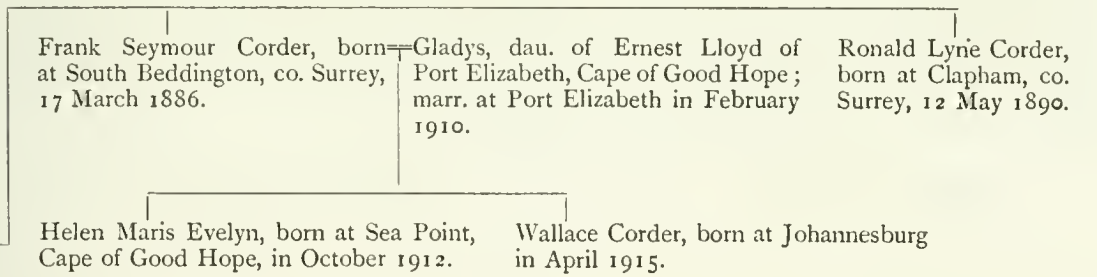 Frank Seymour Corder, born
at South Beddington, co. Surrey,
17 March 1886.
Gladys, dau. of Ernest Lloyd of
Port Elizabeth, Cape of Good Hope;
marr. at Port Elizabeth in February
1910.
Ronald Lyne Corder,
born at Clapham, co.
Surrey, 12 May 1890.
Helen Maris Evelyn, born at Sea Point,
Cape of Good Hope, in October 1912.
Wallace Corder, born at Johannesburg
in April 1915.